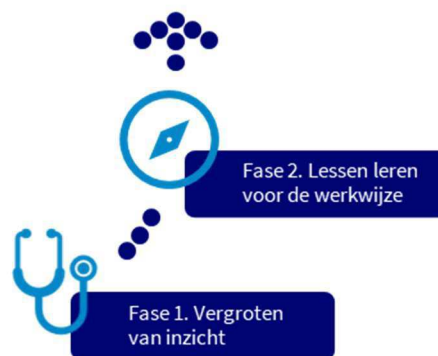 Fase 2. Lessen leren
voor de werkwijze
Fase 1. Vergroten
van inzicht